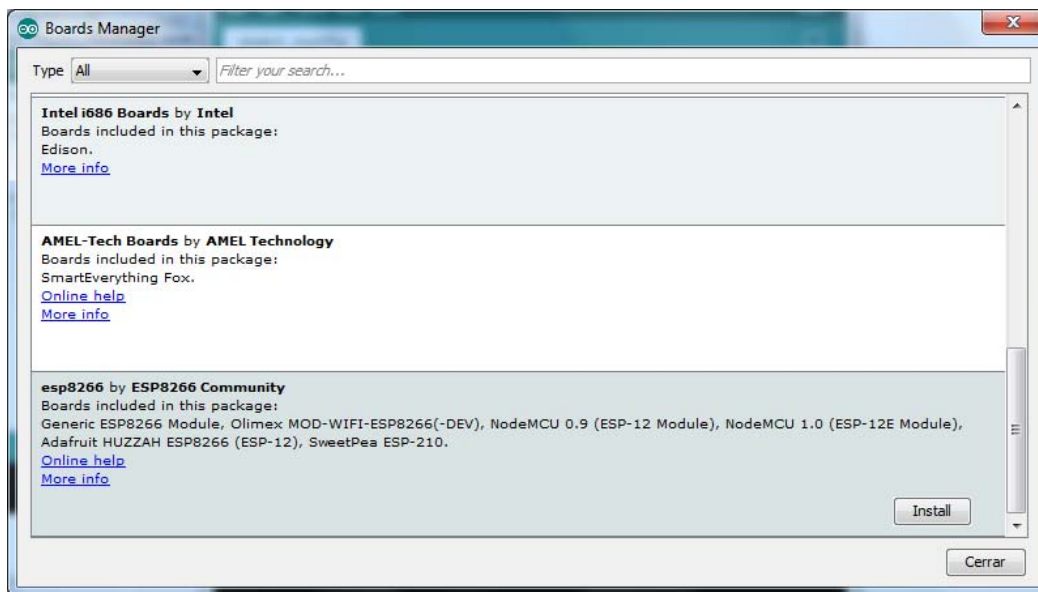 Boards Manager
Type All Filter your search...
Intel i686 Boards by Intel
Boards included in this package:
Edison.
More info
AMEL-Tech Boards by AMEL Technology
Boards included in this package:
SmartEverything Fox.
Online help
More info
esp8266 by ESP8266 Community
Boards included in this package:
Generic ESP8266 Module, Olimex MOD-WIFI-ESP8266(-DEV), NodeMCU 0.9 (ESP-12 Module), NodeMCU 1.0 (ESP-12E Module),
Adafruit HUZZAH ESP8266 (ESP-12), SweetPea ESP-210.
Online help
More info
Install
Cerrar